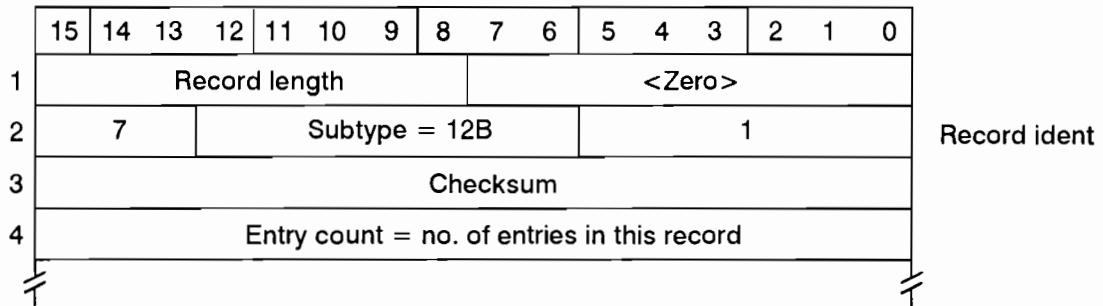 15 14 13 12 11 10 9 8 7 6 5 4 3 2 1 0
1 Record length <Zero>
2 7 Subtype = 12B 1 Record ident
3 Checksum
4 Entry count = no. of entries in this record